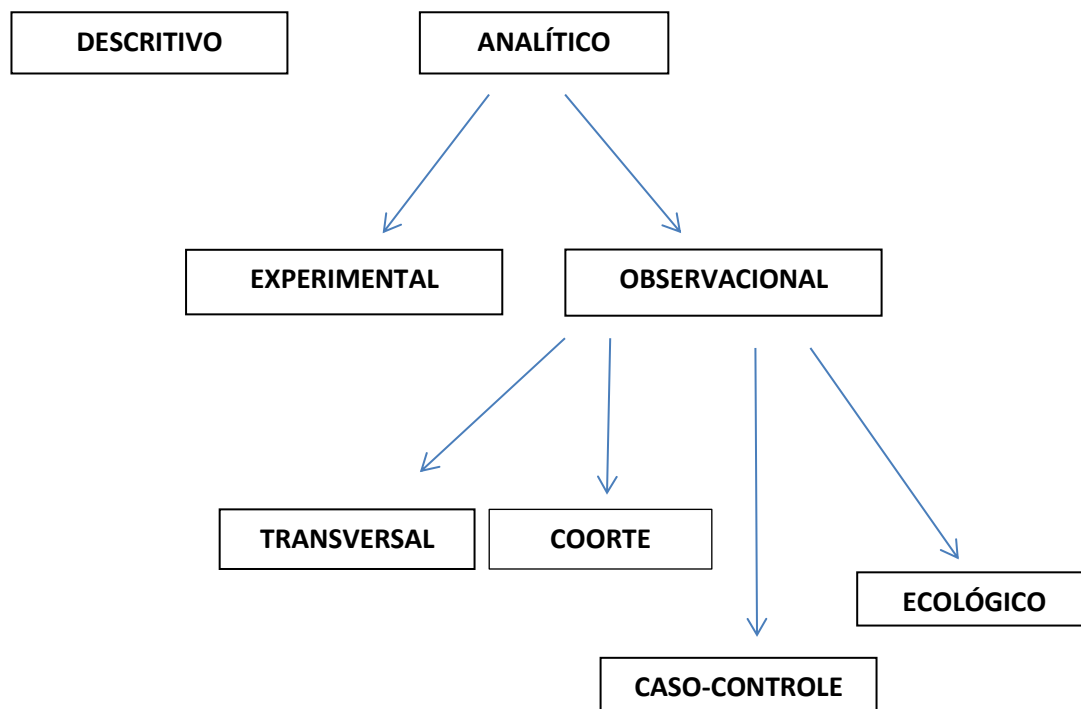 DESCRITIVO
ANALÍTICO
EXPERIMENTAL
OBSERVACIONAL
TRANSVERSAL
COORTE
ECOLÓGICO
CASO-CONTROLE